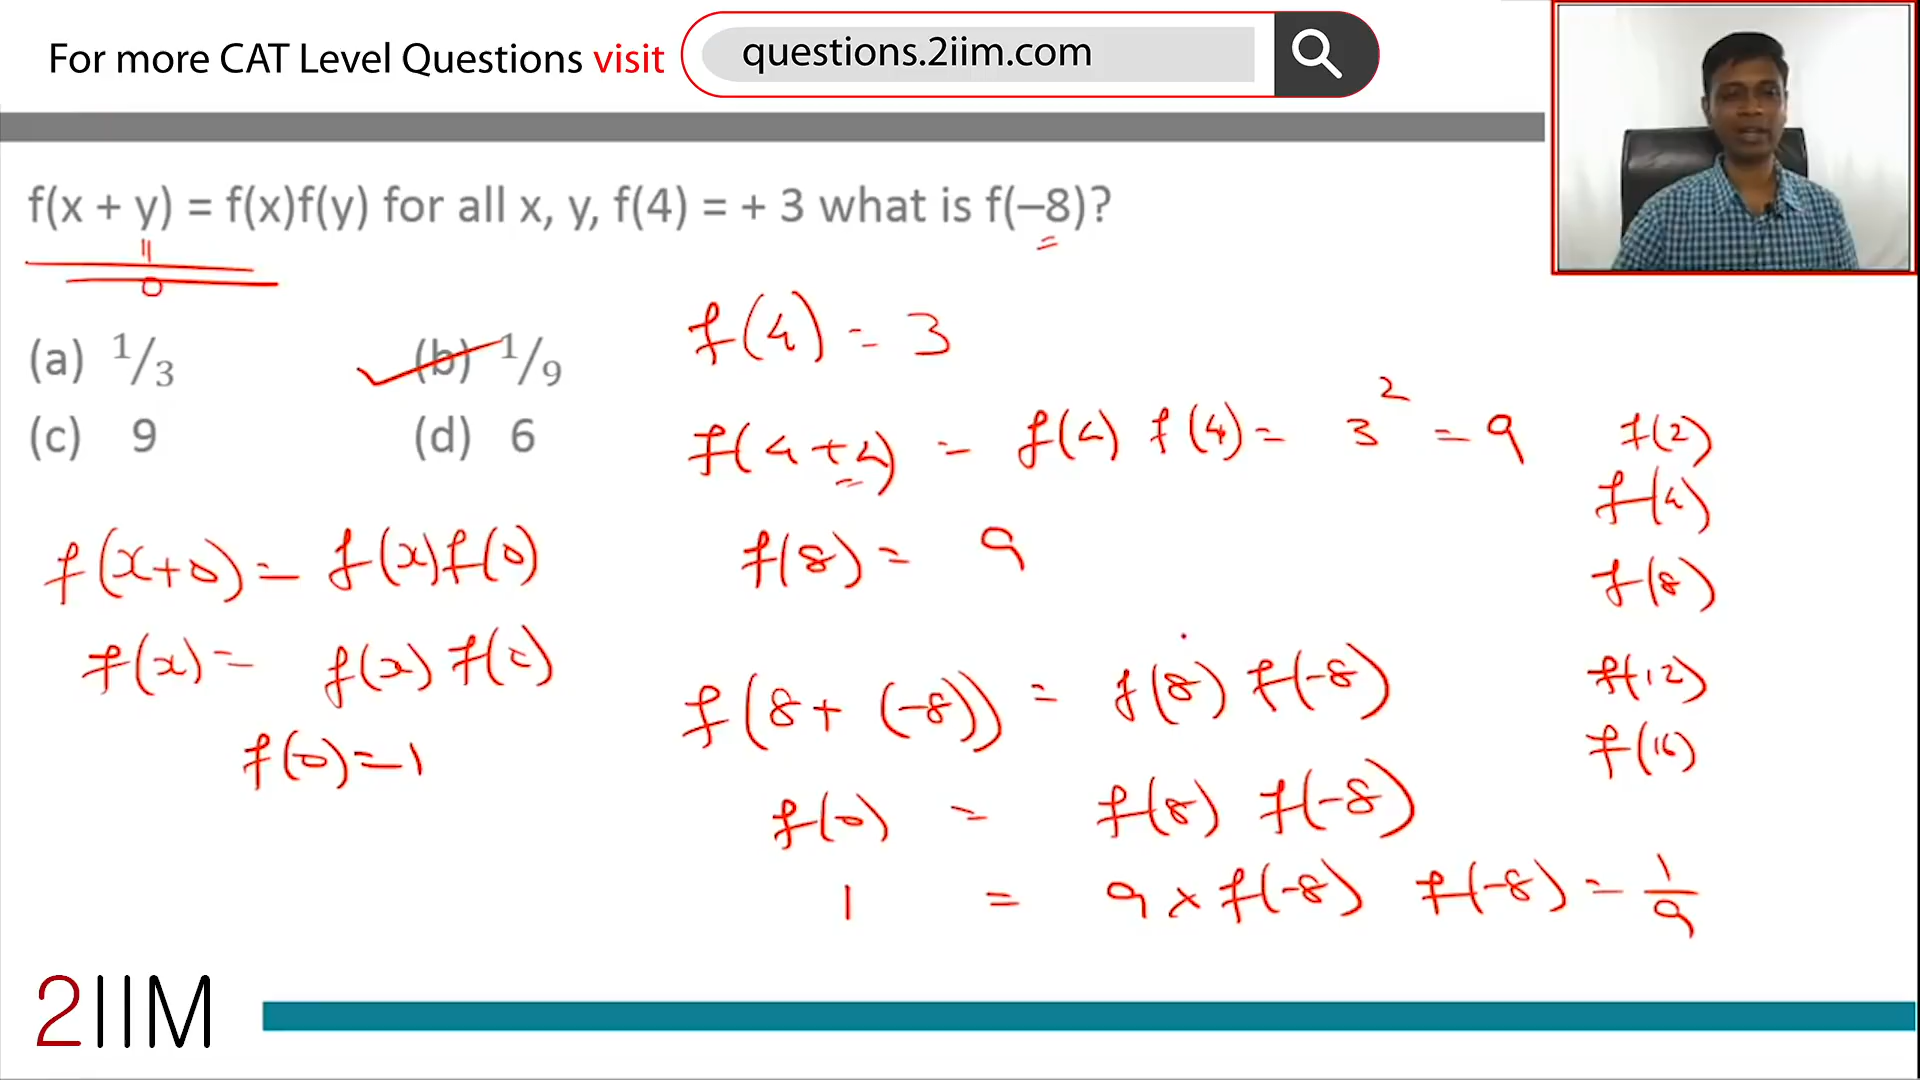 For more CAT Level Questions visit questions.2iim.com
f(x + y) = f(x)f(y) for all x, y, f(4) = + 3 what is f(–8)?
=
||
0
(a) 1/3 (b) 1/9
(c) 9 (d) 6
f(4) = 3
f(4+4) = f(4) f(4) = 3² = 9
f(8) = 9
f(x+0) = f(x)f(0)
f(x) = f(x) f(0)
f(0) = 1
f(8 + (-8)) = f(8) f(-8)
f(0) = f(8) f(-8)
1 = 9 × f(-8) f(-8) = 1/9
f(2)
f(4)
f(8)
f(12)
f(16)
2IIM